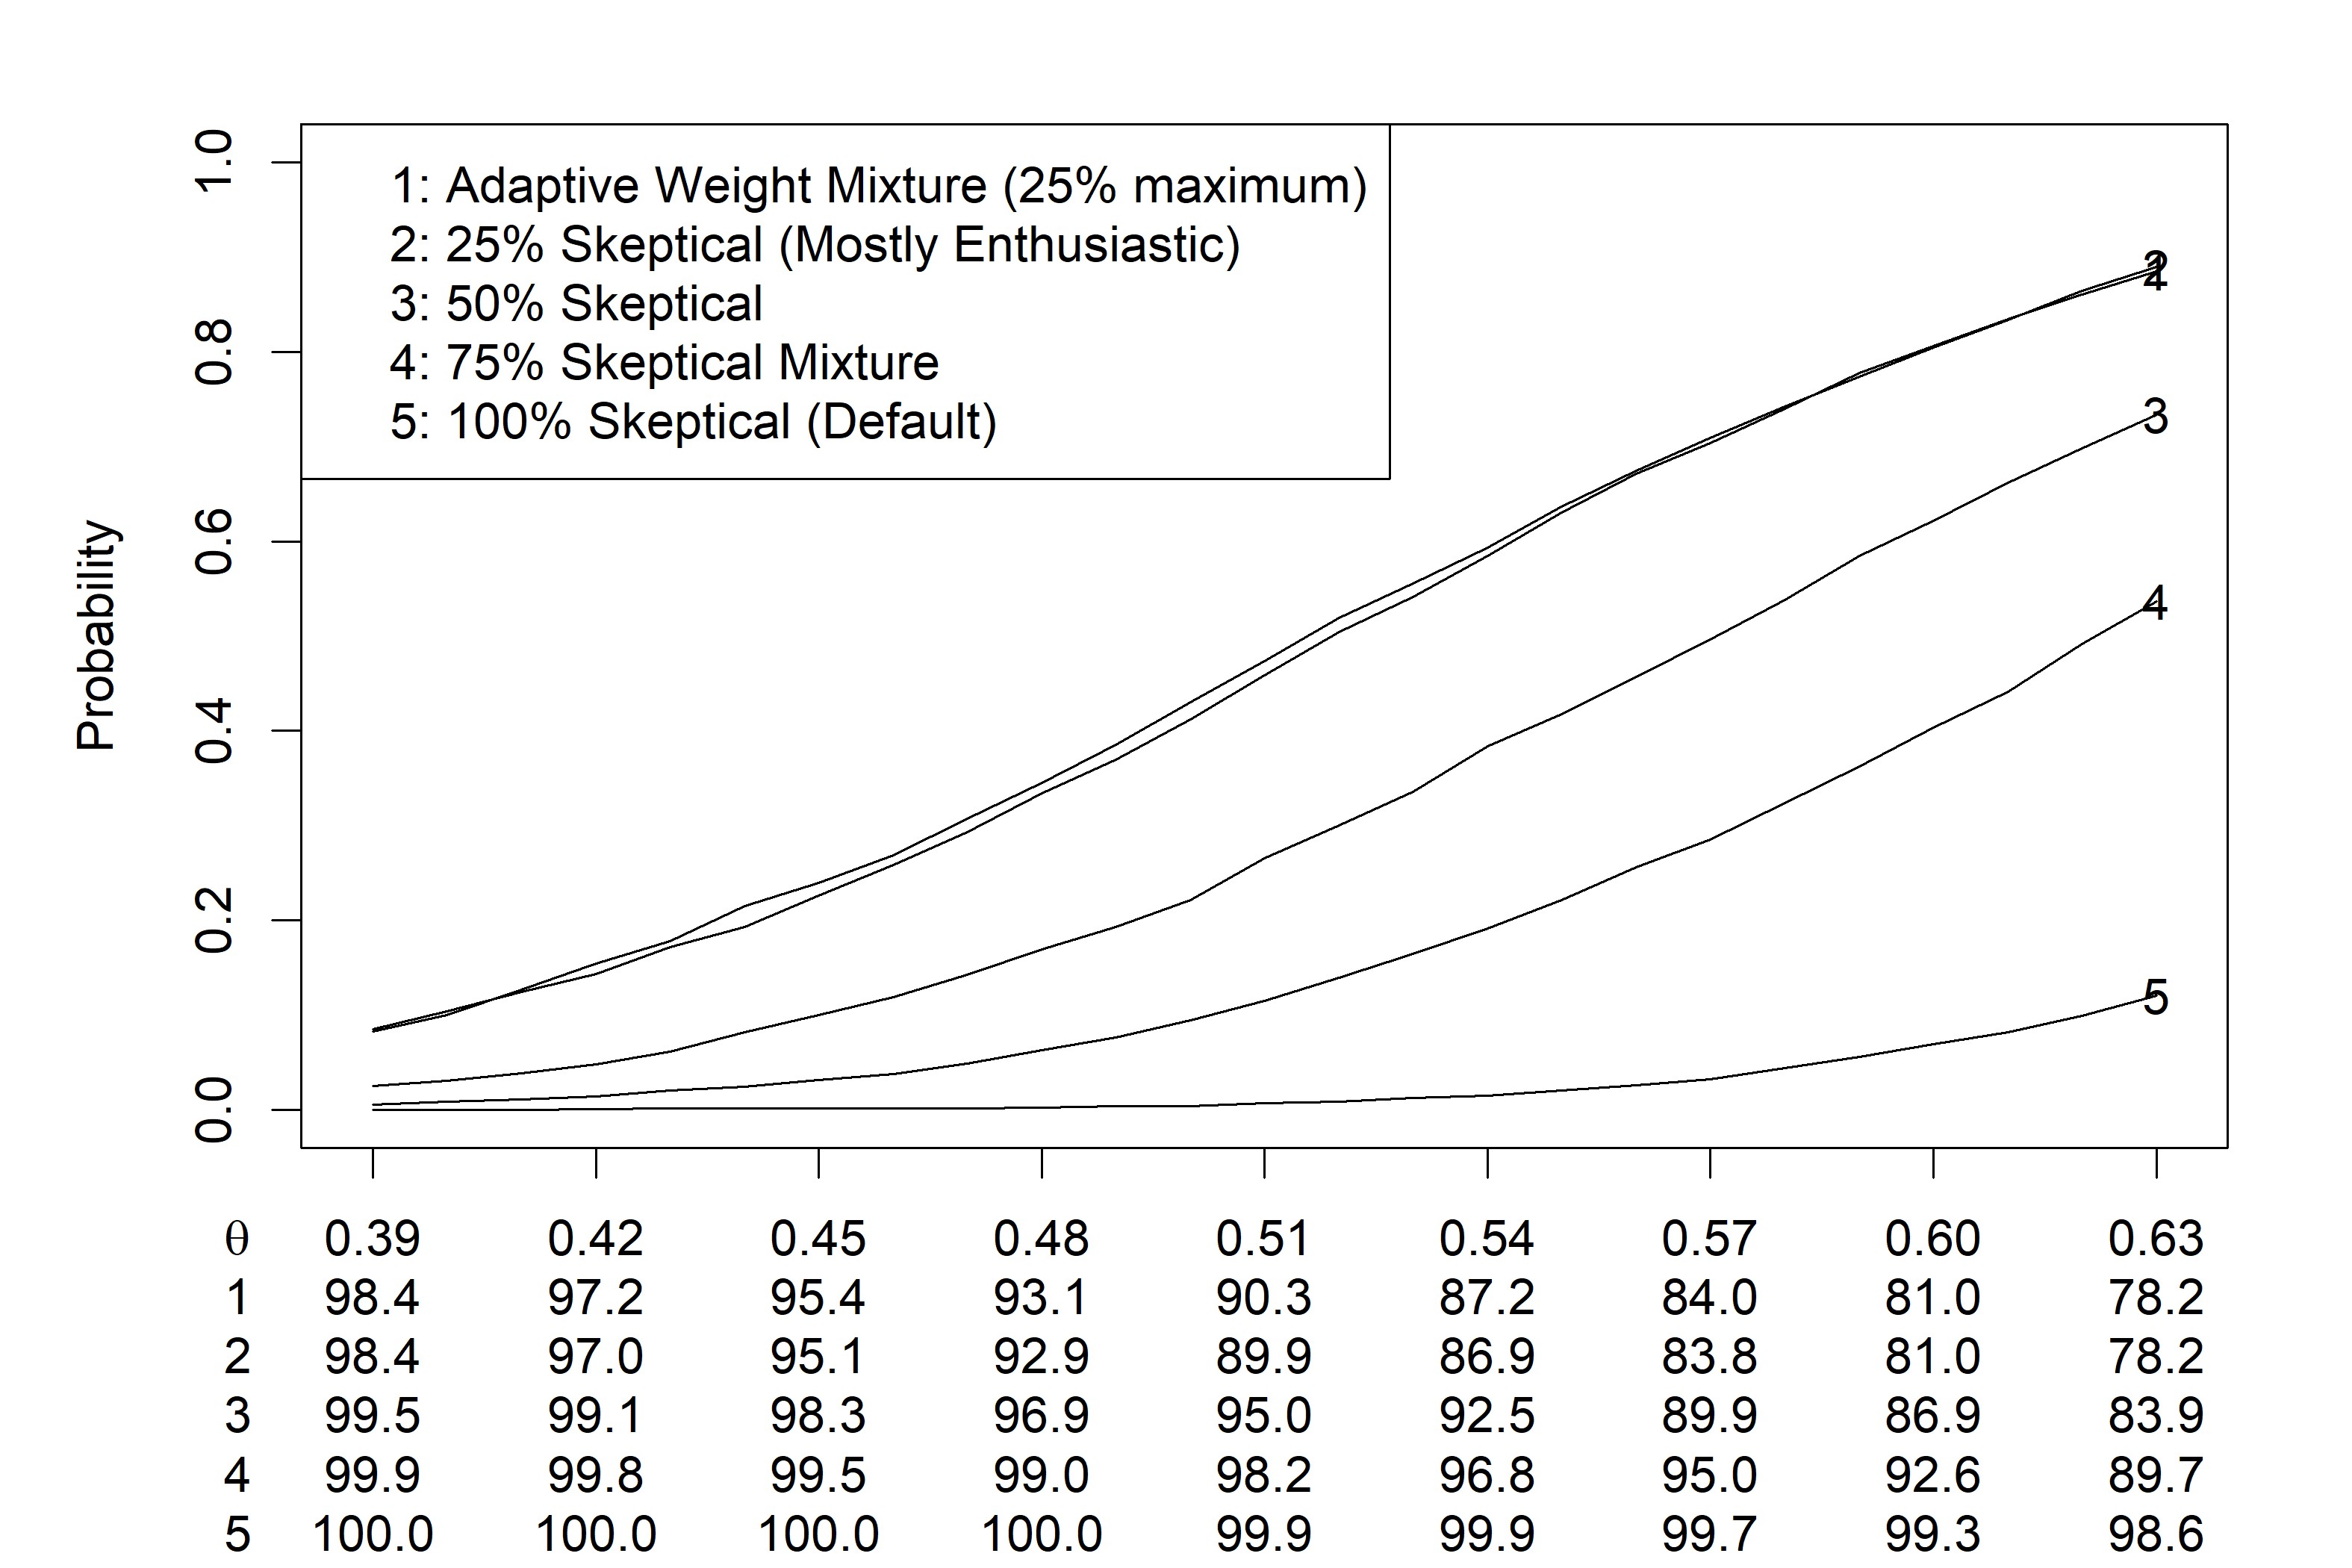 1: Adaptive Weight Mixture (25% maximum)
2: 25% Skeptical (Mostly Enthusiastic)
3: 50% Skeptical
4: 75% Skeptical Mixture
5: 100% Skeptical (Default)
Probability
1.0
0.8
0.6
0.4
0.2
0.0
2
1
3
4
5
θ 0.39 0.42 0.45 0.48 0.51 0.54 0.57 0.60 0.63
1 98.4 97.2 95.4 93.1 90.3 87.2 84.0 81.0 78.2
2 98.4 97.0 95.1 92.9 89.9 86.9 83.8 81.0 78.2
3 99.5 99.1 98.3 96.9 95.0 92.5 89.9 86.9 83.9
4 99.9 99.8 99.5 99.0 98.2 96.8 95.0 92.6 89.7
5 100.0 100.0 100.0 100.0 99.9 99.9 99.7 99.3 98.6